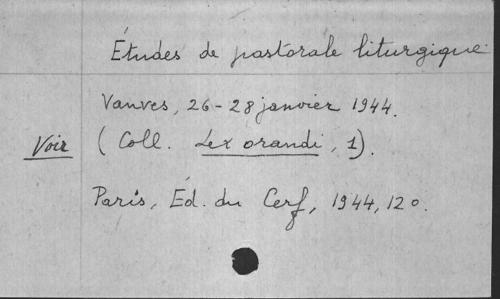 Études de pastorale liturgique
Vanves, 26-28 janvier 1944.
Voir (Coll. Lex orandi, 1).
Paris, Éd. du Cerf, 1944, 120.